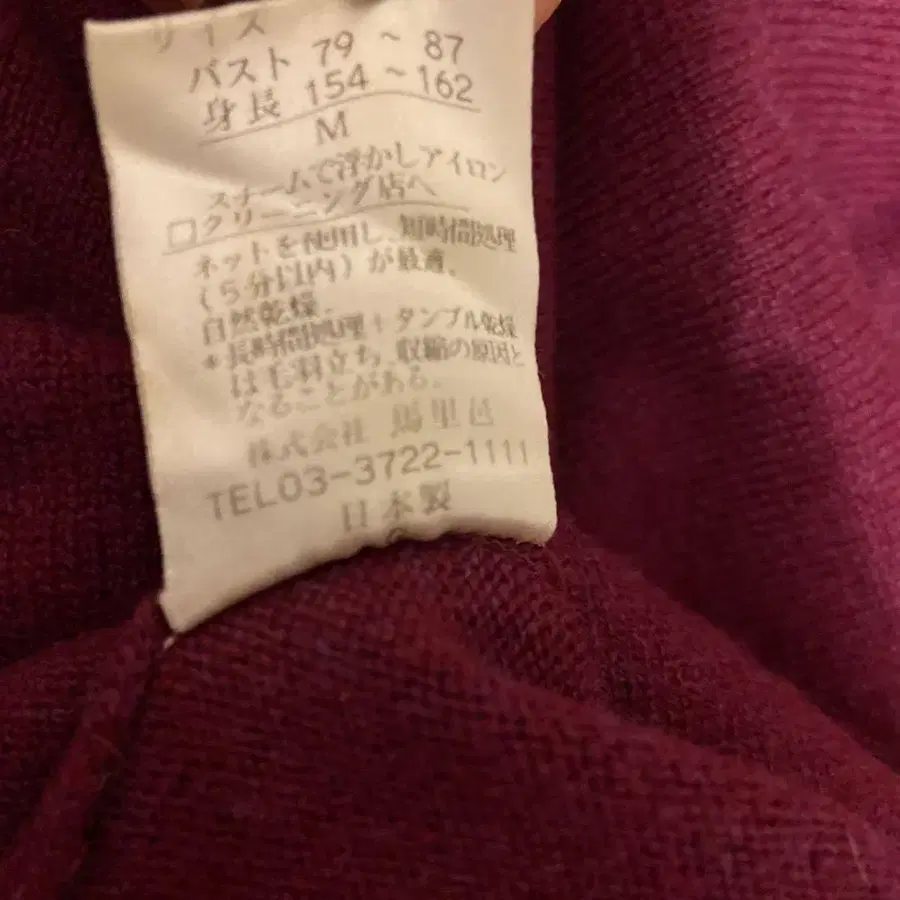 サイズ
バスト 79 ~ 87
身長 154 ~ 162
M
スチームで浮かしアイロン
□クリーニング店へ
ネットを使用し、短時間処理
(5分以内)が最適。
自然乾燥。
*長時間処理+タンブル乾燥
は毛羽立ち、収縮の原因と
なることがある。
株式会社 馬里邑
TEL03-3722-1111
日本製